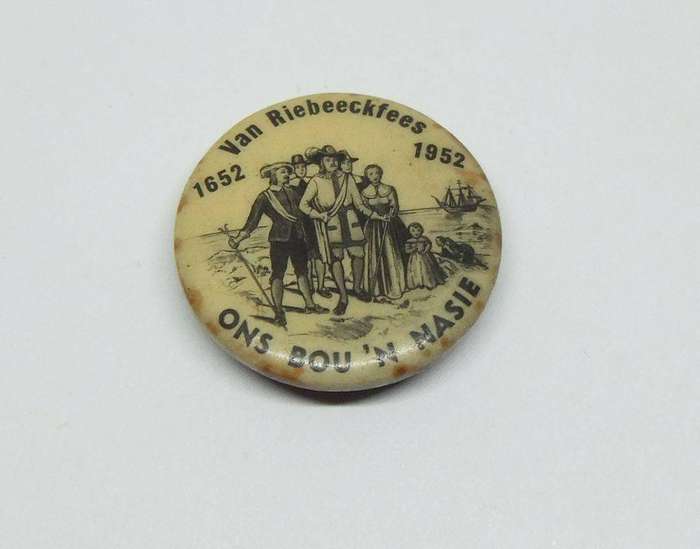 Van Riebeeckfees
1652 1952
ONS BOU 'N NASIE